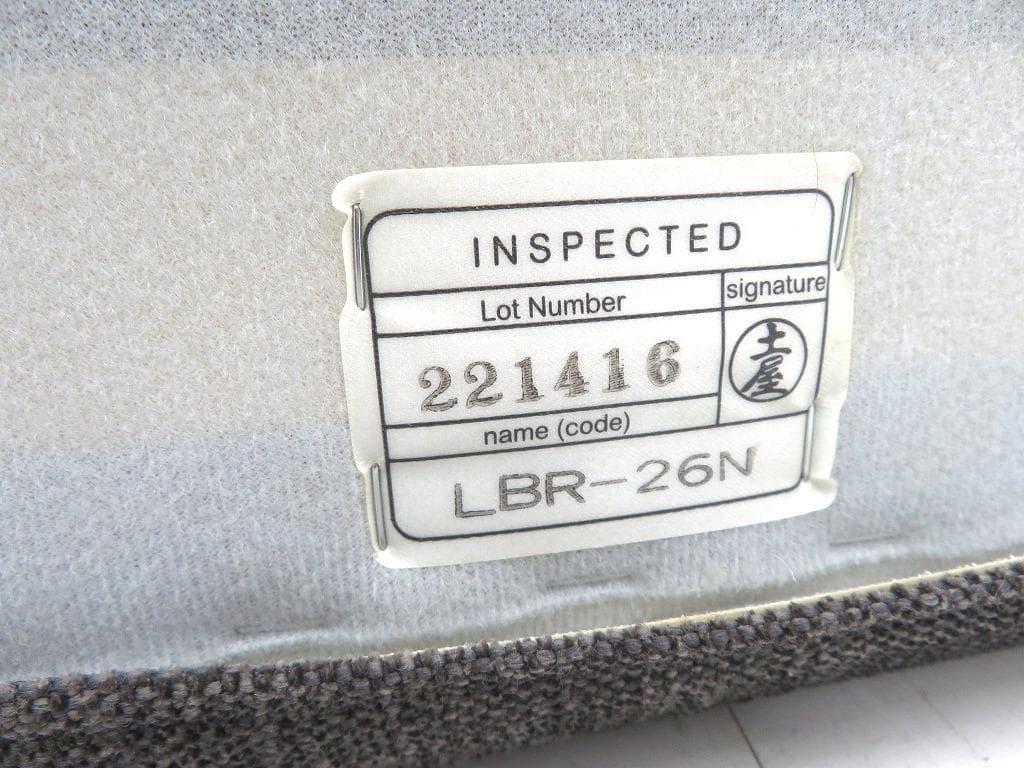 INSPECTED
Lot Number
signature
221416
土屋
name (code)
LBR-26N